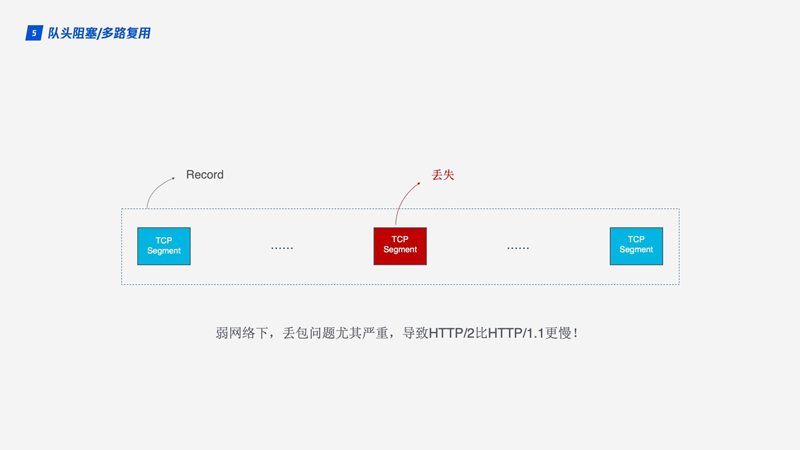 5 队头阻塞/多路复用
Record
丢失
TCP
Segment
......
TCP
Segment
......
TCP
Segment
弱网络下，丢包问题尤其严重，导致HTTP/2比HTTP/1.1更慢！